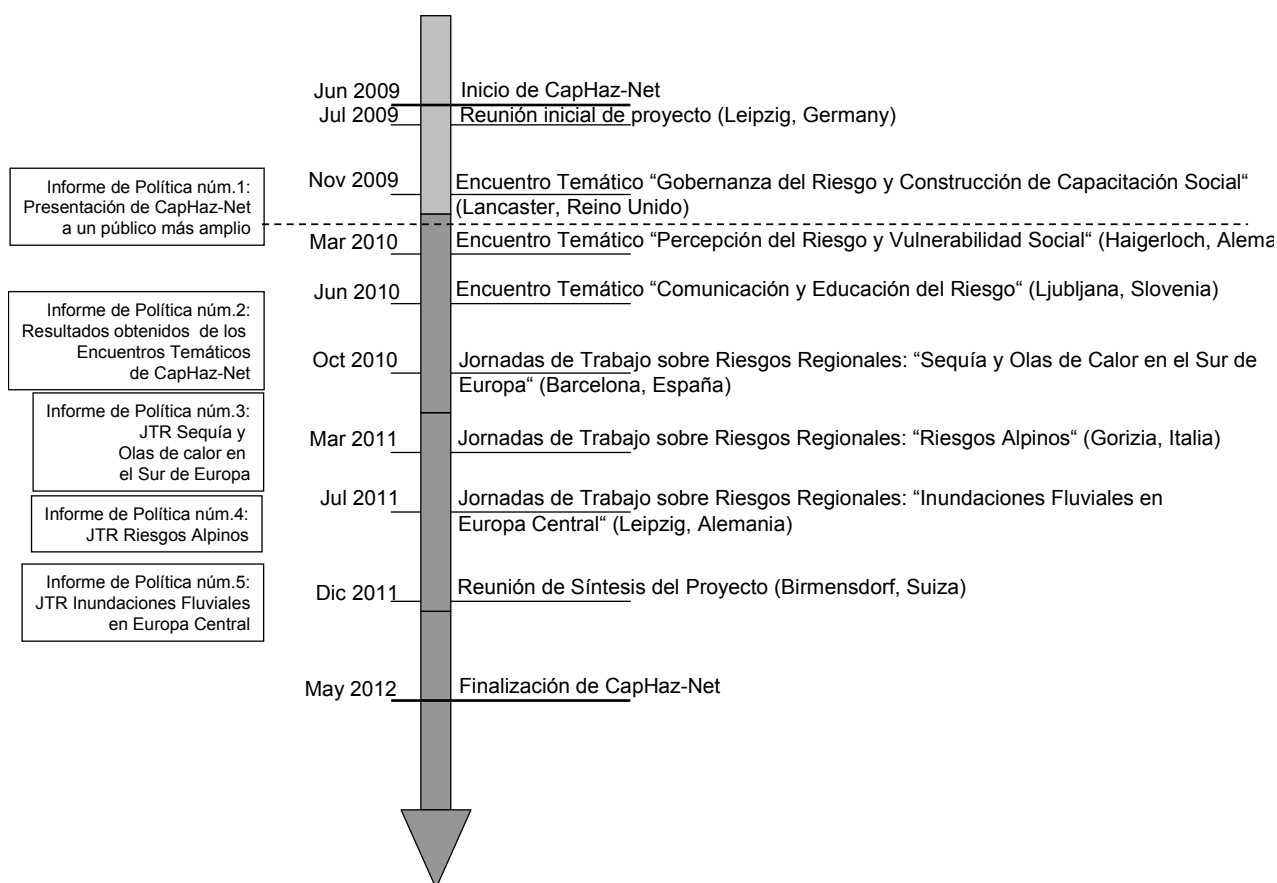 Jun 2009
Inicio de CapHaz-Net
Jul 2009
Reunión inicial de proyecto (Leipzig, Germany)
Informe de Política núm.1:
Presentación de CapHaz-Net
a un público más amplio
Nov 2009
Encuentro Temático “Gobernanza del Riesgo y Construcción de Capacitación Social“
(Lancaster, Reino Unido)
Mar 2010
Encuentro Temático “Percepción del Riesgo y Vulnerabilidad Social“ (Haigerloch, Alema
Jun 2010
Encuentro Temático “Comunicación y Educación del Riesgo“ (Ljubljana, Slovenia)
Informe de Política núm.2:
Resultados obtenidos de los
Encuentros Temáticos
de CapHaz-Net
Oct 2010
Jornadas de Trabajo sobre Riesgos Regionales: “Sequía y Olas de Calor en el Sur de
Europa“ (Barcelona, España)
Informe de Política núm.3:
JTR Sequía y
Olas de calor en
el Sur de Europa
Mar 2011
Jornadas de Trabajo sobre Riesgos Regionales: “Riesgos Alpinos“ (Gorizia, Italia)
Informe de Política núm.4:
JTR Riesgos Alpinos
Jul 2011
Jornadas de Trabajo sobre Riesgos Regionales: “Inundaciones Fluviales en
Europa Central“ (Leipzig, Alemania)
Informe de Política núm.5:
JTR Inundaciones Fluviales
en Europa Central
Dic 2011
Reunión de Síntesis del Proyecto (Birmensdorf, Suiza)
May 2012
Finalización de CapHaz-Net